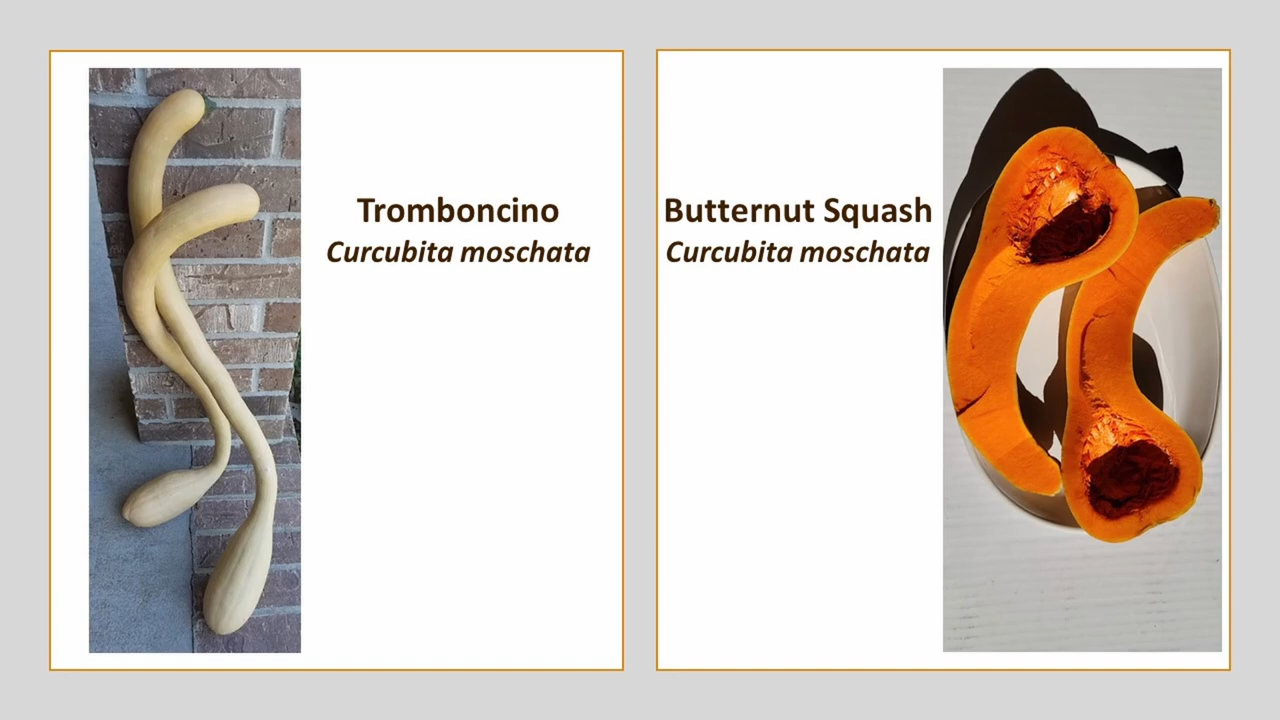 Tromboncino
Curcubita moschata
Butternut Squash
Curcubita moschata